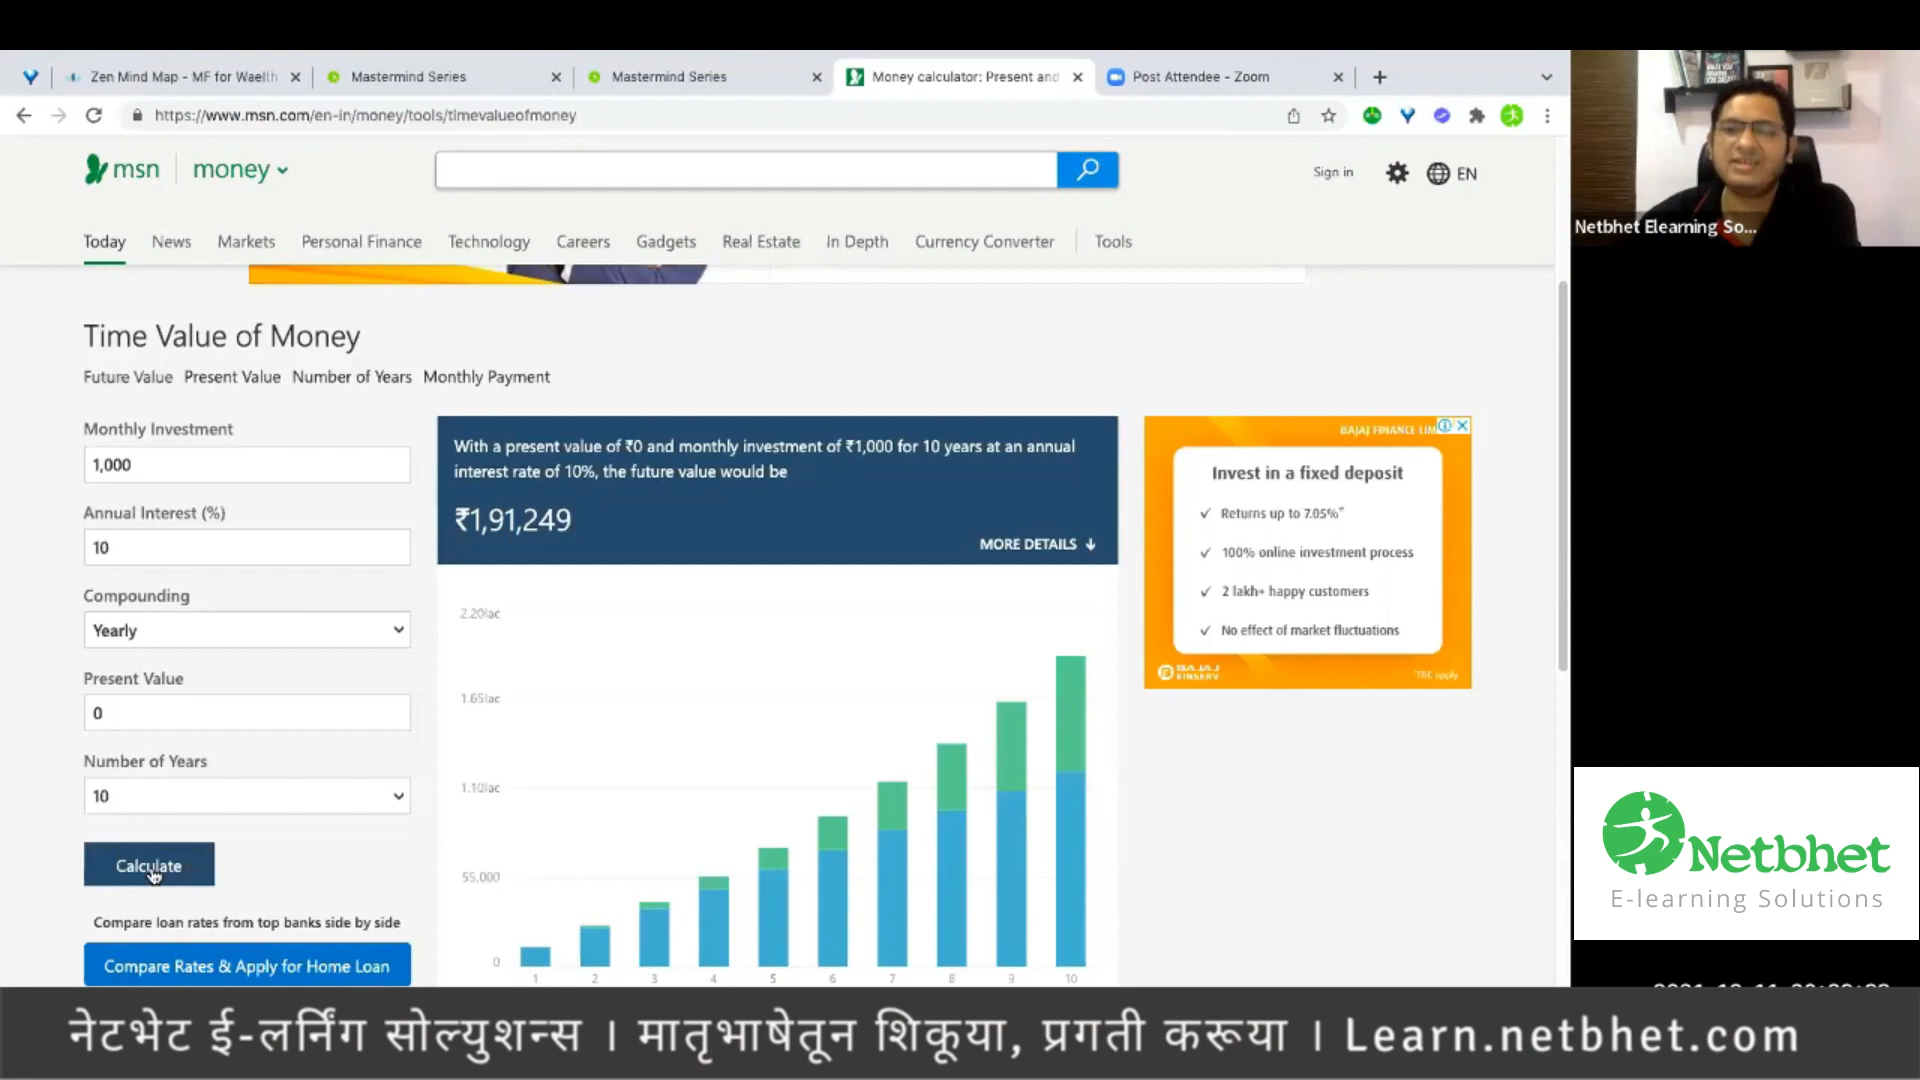 Zen Mind Map - MF for Waelth
Mastermind Series
Mastermind Series
Money calculator: Present and
Post Attendee - Zoom
https://www.msn.com/en-in/money/tools/timevalueofmoney
msn
money
Sign in
EN
Today News Markets Personal Finance Technology Careers Gadgets Real Estate In Depth Currency Converter Tools
Netbhet Elearning So...
Time Value of Money
Future Value Present Value Number of Years Monthly Payment
Monthly Investment
1,000
Annual Interest (%)
10
Compounding
Yearly
Present Value
0
Number of Years
10
Calculate
Compare loan rates from top banks side by side
Compare Rates & Apply for Home Loan
With a present value of ₹0 and monthly investment of ₹1,000 for 10 years at an annual
interest rate of 10%, the future value would be
₹1,91,249
MORE DETAILS
2.20lac
1.65lac
1.10lac
55,000
0
1 2 3 4 5 6 7 8 9 10
BAJAJ FINANCE LIM
Invest in a fixed deposit
Returns up to 7.05%*
100% online investment process
2 lakh+ happy customers
No effect of market fluctuations
BAJAJ
FINSERV
*T&C apply
Netbhet
E-learning Solutions
नेटभेट ई-लर्निंग सोल्युशन्स । मातृभाषेतून शिकूया, प्रगती करूया । Learn.netbhet.com